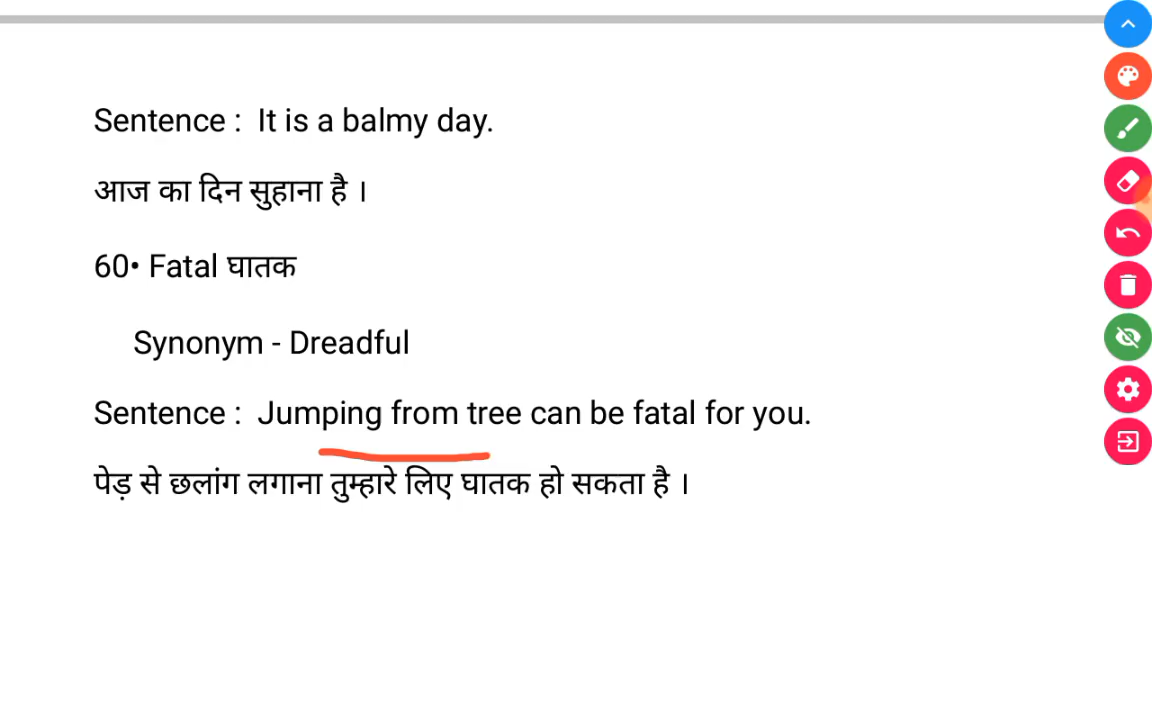 Sentence :  It is a balmy day.
आज का दिन सुहाना है ।
60• Fatal घातक
Synonym - Dreadful
Sentence :  Jumping from tree can be fatal for you.
पेड़ से छलांग लगाना तुम्हारे लिए घातक हो सकता है ।